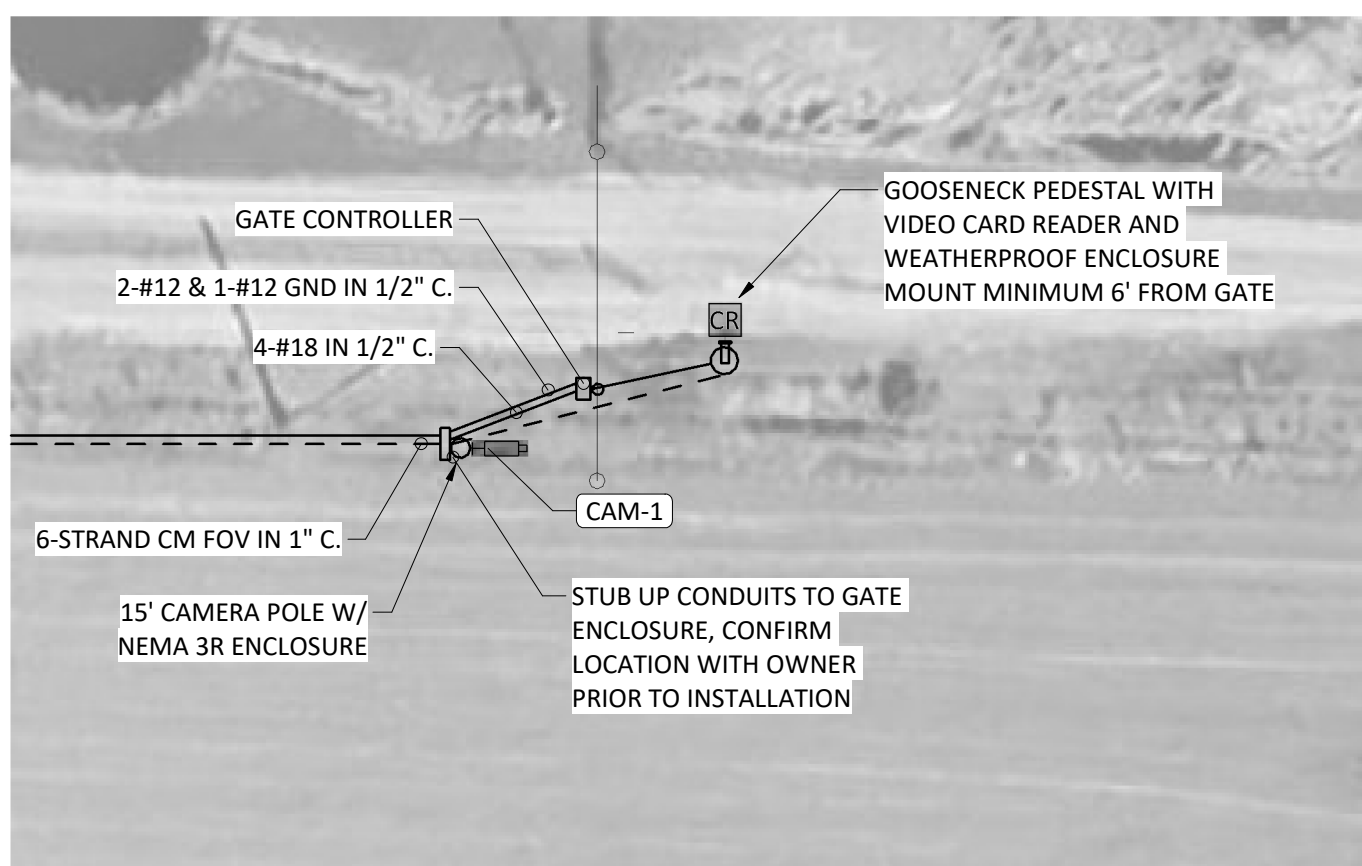 GOOSENECK PEDESTAL WITH
VIDEO CARD READER AND
WEATHERPROOF ENCLOSURE
MOUNT MINIMUM 6' FROM GATE
GATE CONTROLLER
2-#12 & 1-#12 GND IN 1/2" C.
4-#18 IN 1/2" C.
CR
CAM-1
6-STRAND CM FOV IN 1" C.
15' CAMERA POLE W/
NEMA 3R ENCLOSURE
STUB UP CONDUITS TO GATE
ENCLOSURE, CONFIRM
LOCATION WITH OWNER
PRIOR TO INSTALLATION